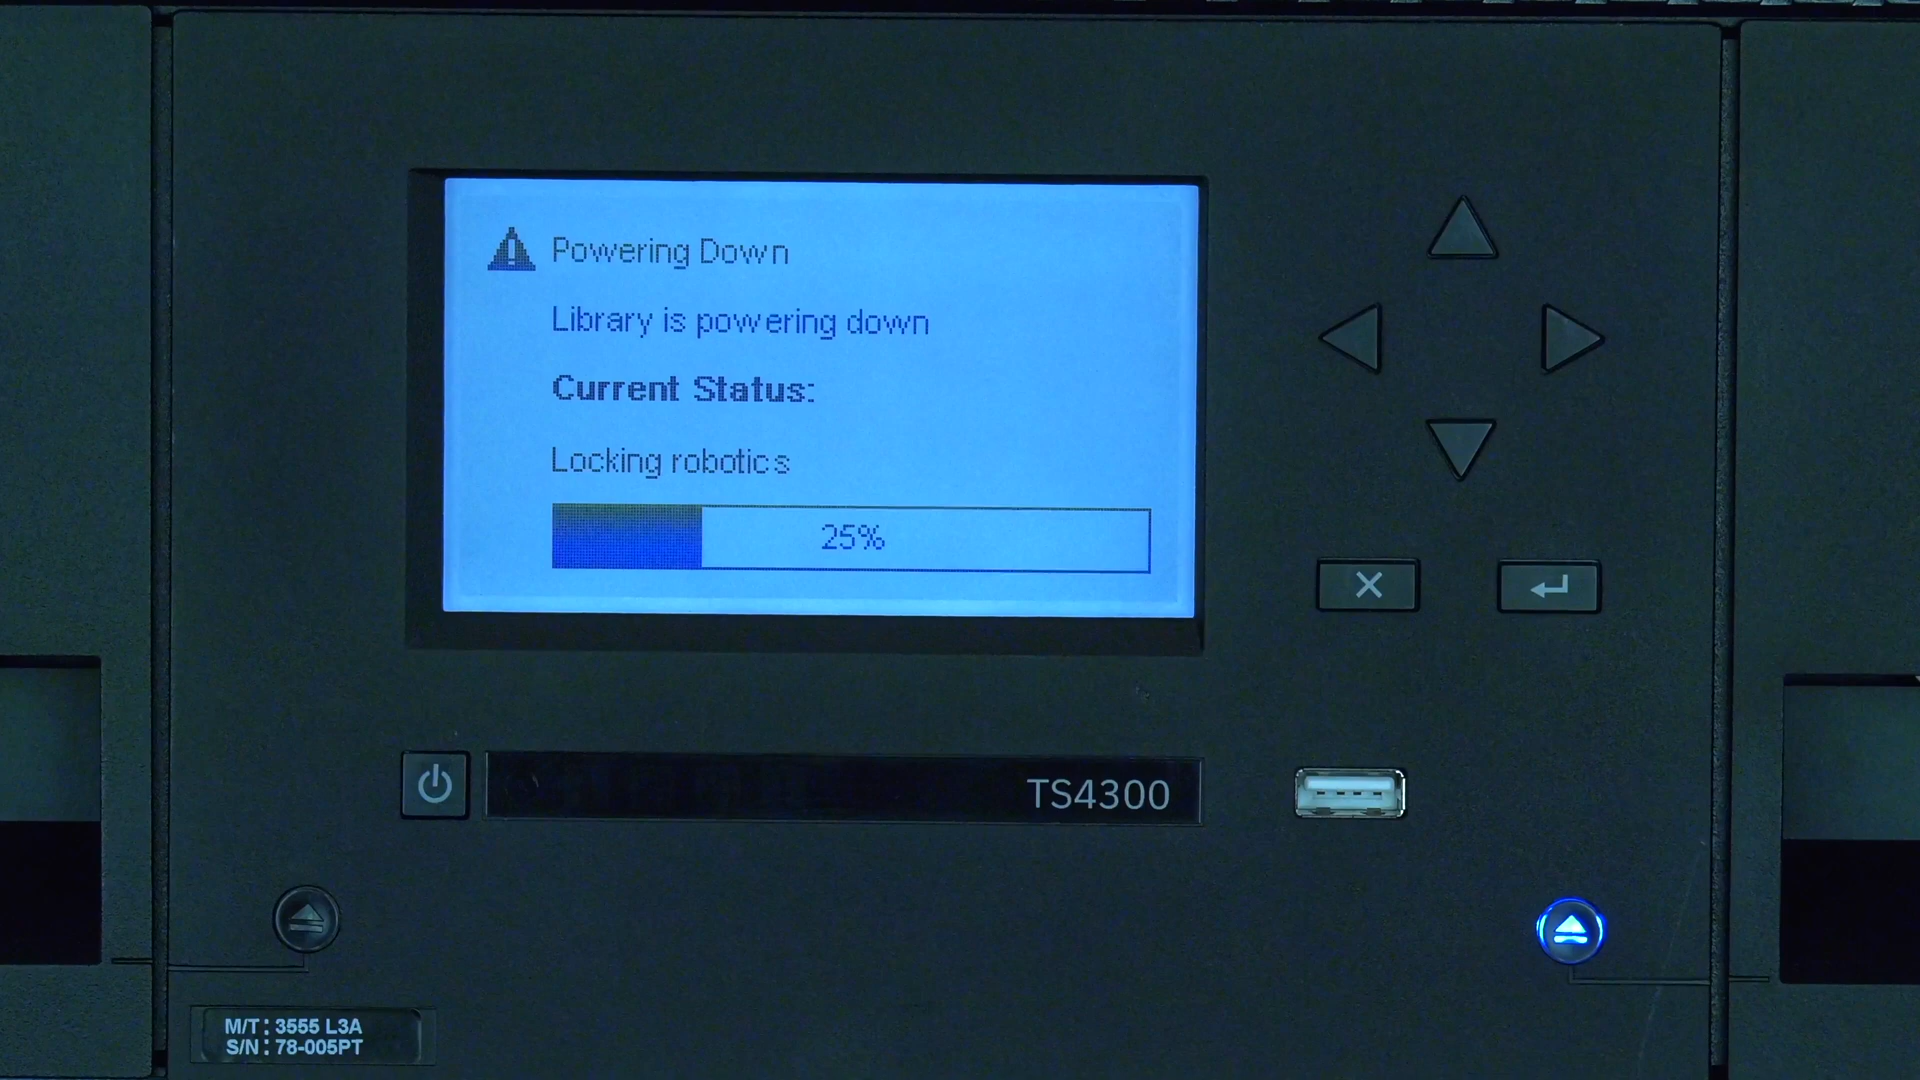 Powering Down
Library is powering down
Current Status:
Locking robotics
25%
TS4300
M/T: 3555 L3A
S/N: 78-005PT